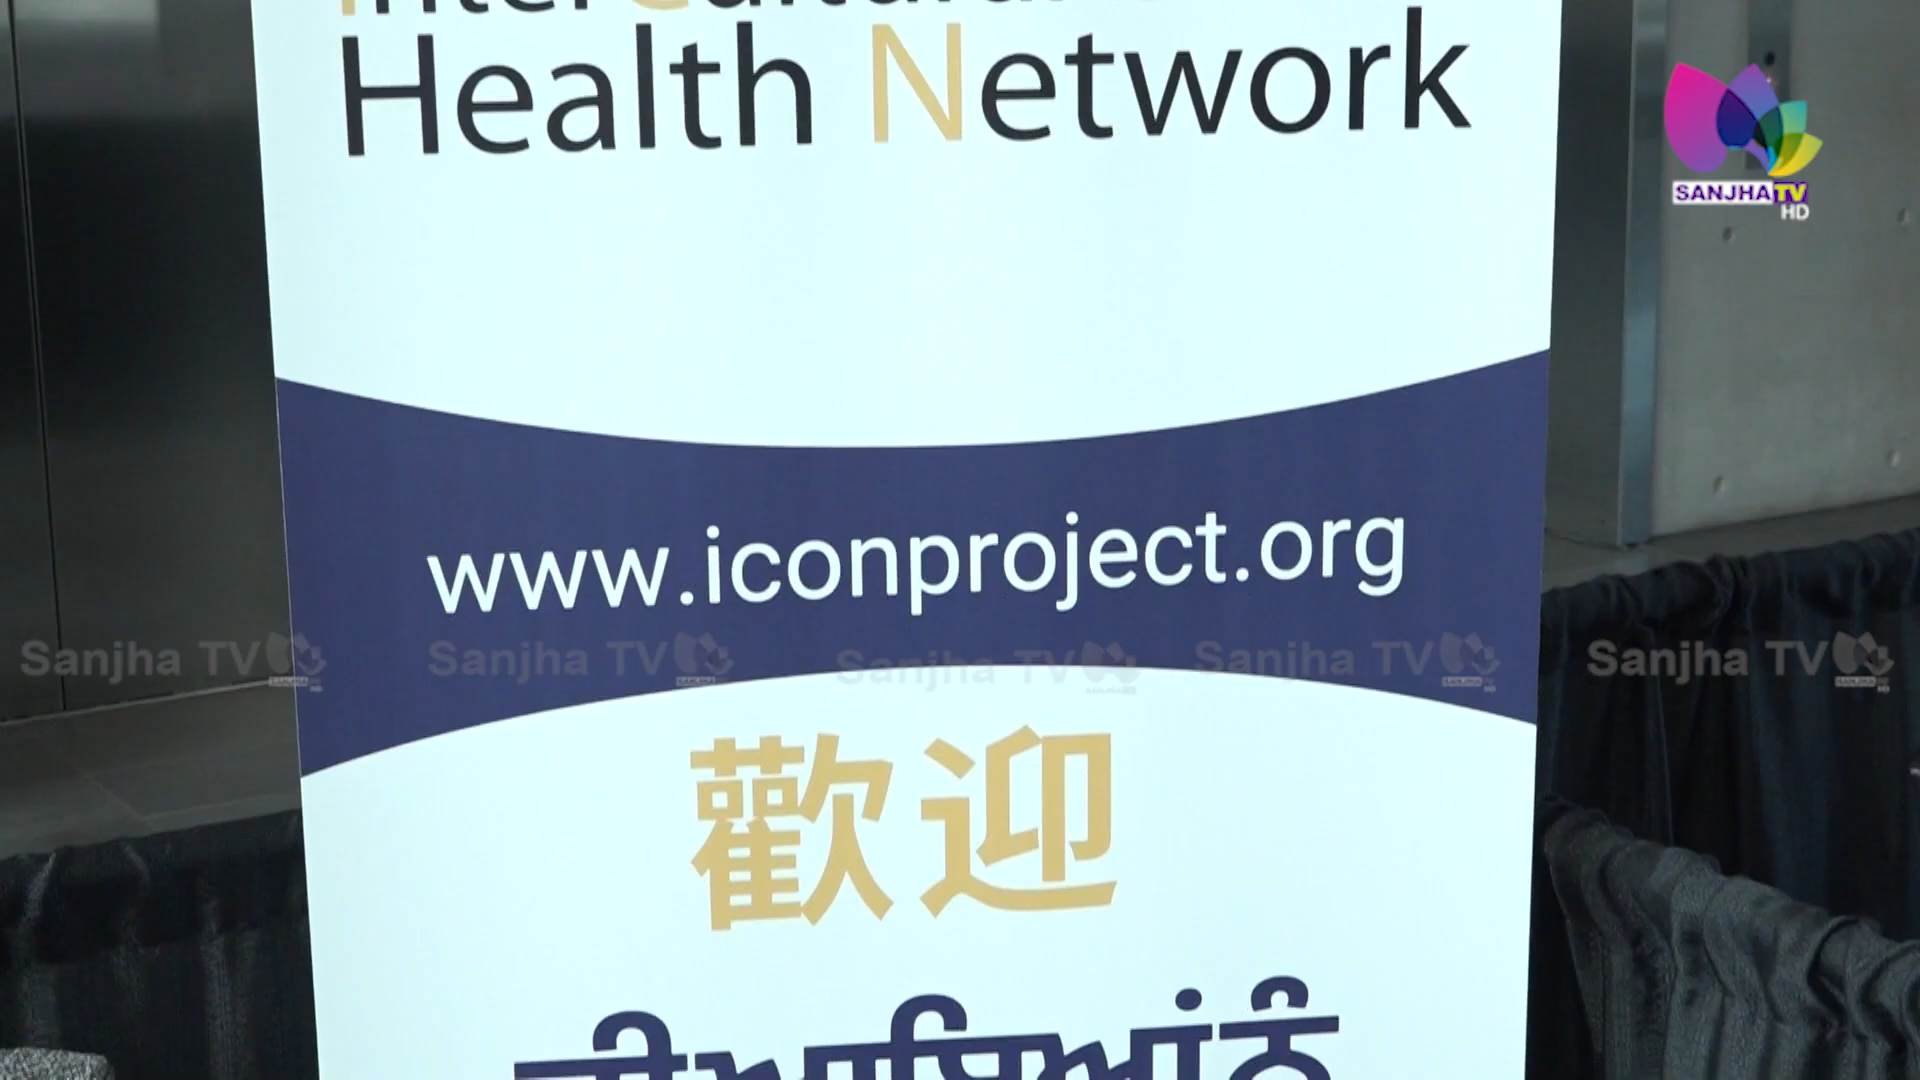 Health Network
SANJHA TV
HD
www.iconproject.org
Sanjha TV Sanjha TV Sanjha TV Sanjha TV Sanjha TV
歡迎